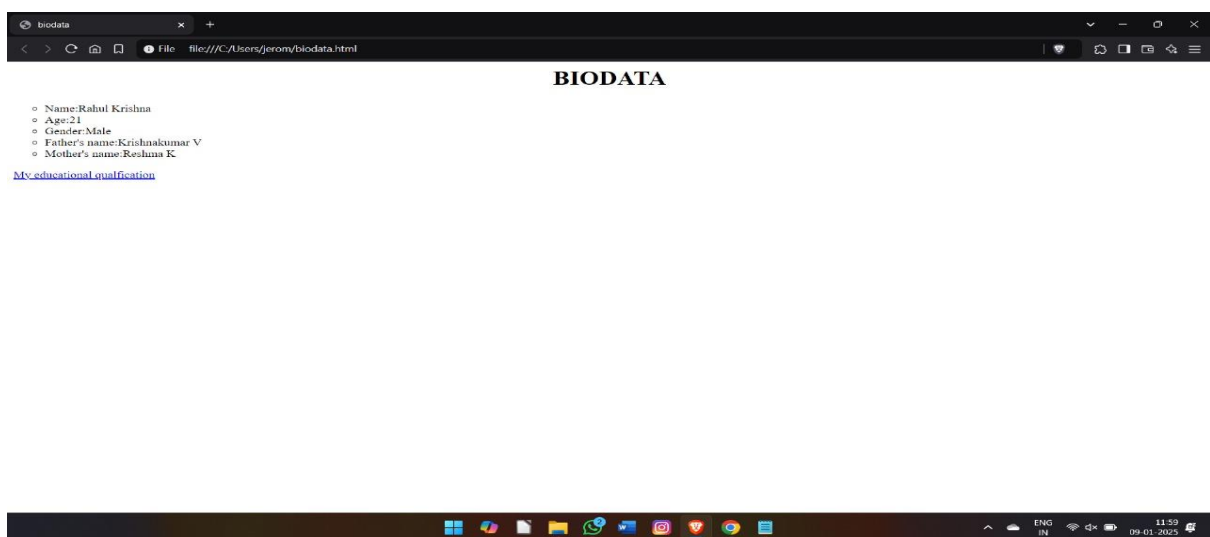 biodata
File file:///C:/Users/jerom/biodata.html
BIODATA
Name:Rahul Krishna
Age:21
Gender:Male
Father's name:Krishnakumar V
Mother's name:Reshma K
My educational qualfication
2
W
ENG
IN
11:59
09-01-2025